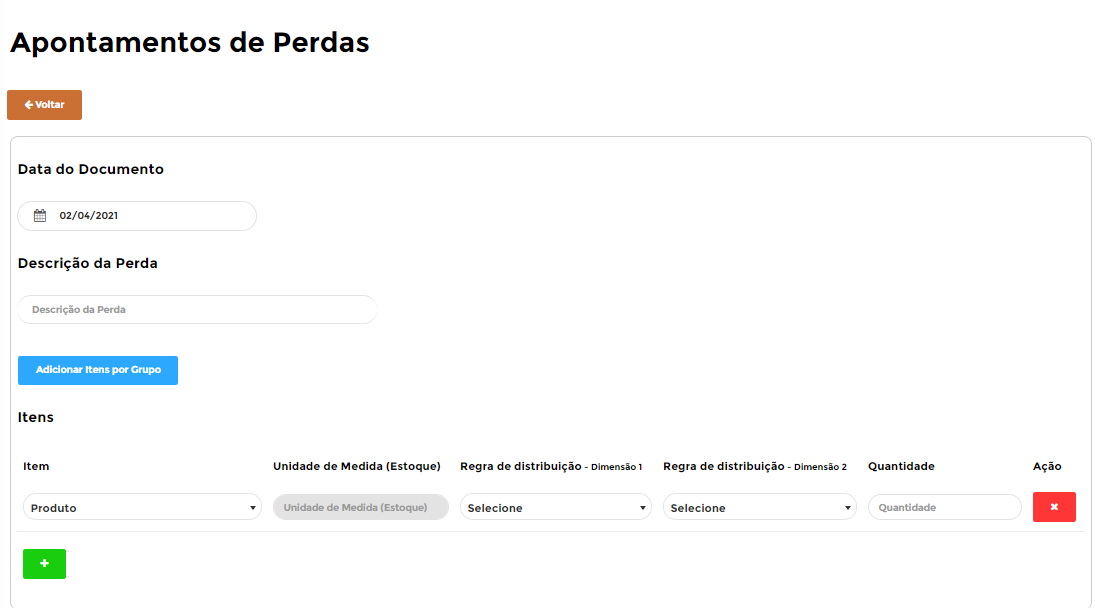 Apontamentos de Perdas
Voltar
Data do Documento
02/04/2021
Descrição da Perda
Descrição da Perda
Adicionar Itens por Grupo
Itens
Item Unidade de Medida (Estoque) Regra de distribuição - Dimensão 1 Regra de distribuição - Dimensão 2 Quantidade Ação
Produto Unidade de Medida (Estoque) Selecione Selecione Quantidade